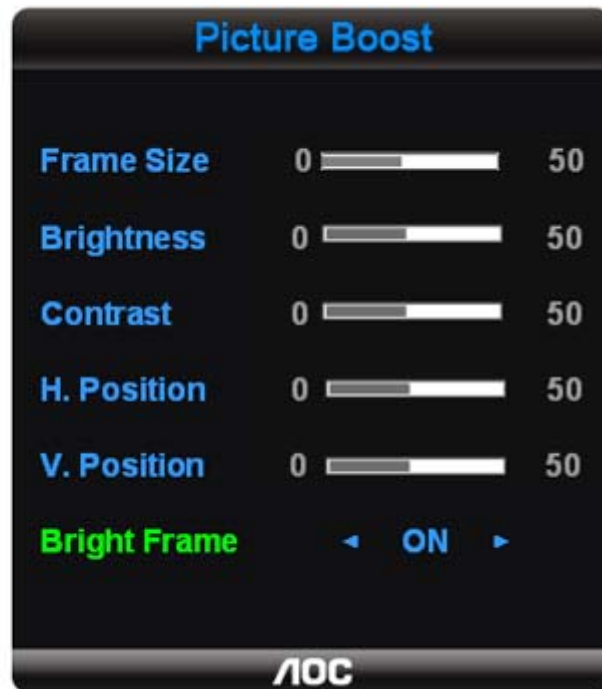 Picture Boost
Frame Size 0 50
Brightness 0 50
Contrast 0 50
H. Position 0 50
V. Position 0 50
Bright Frame ◄ ON ►
AOC